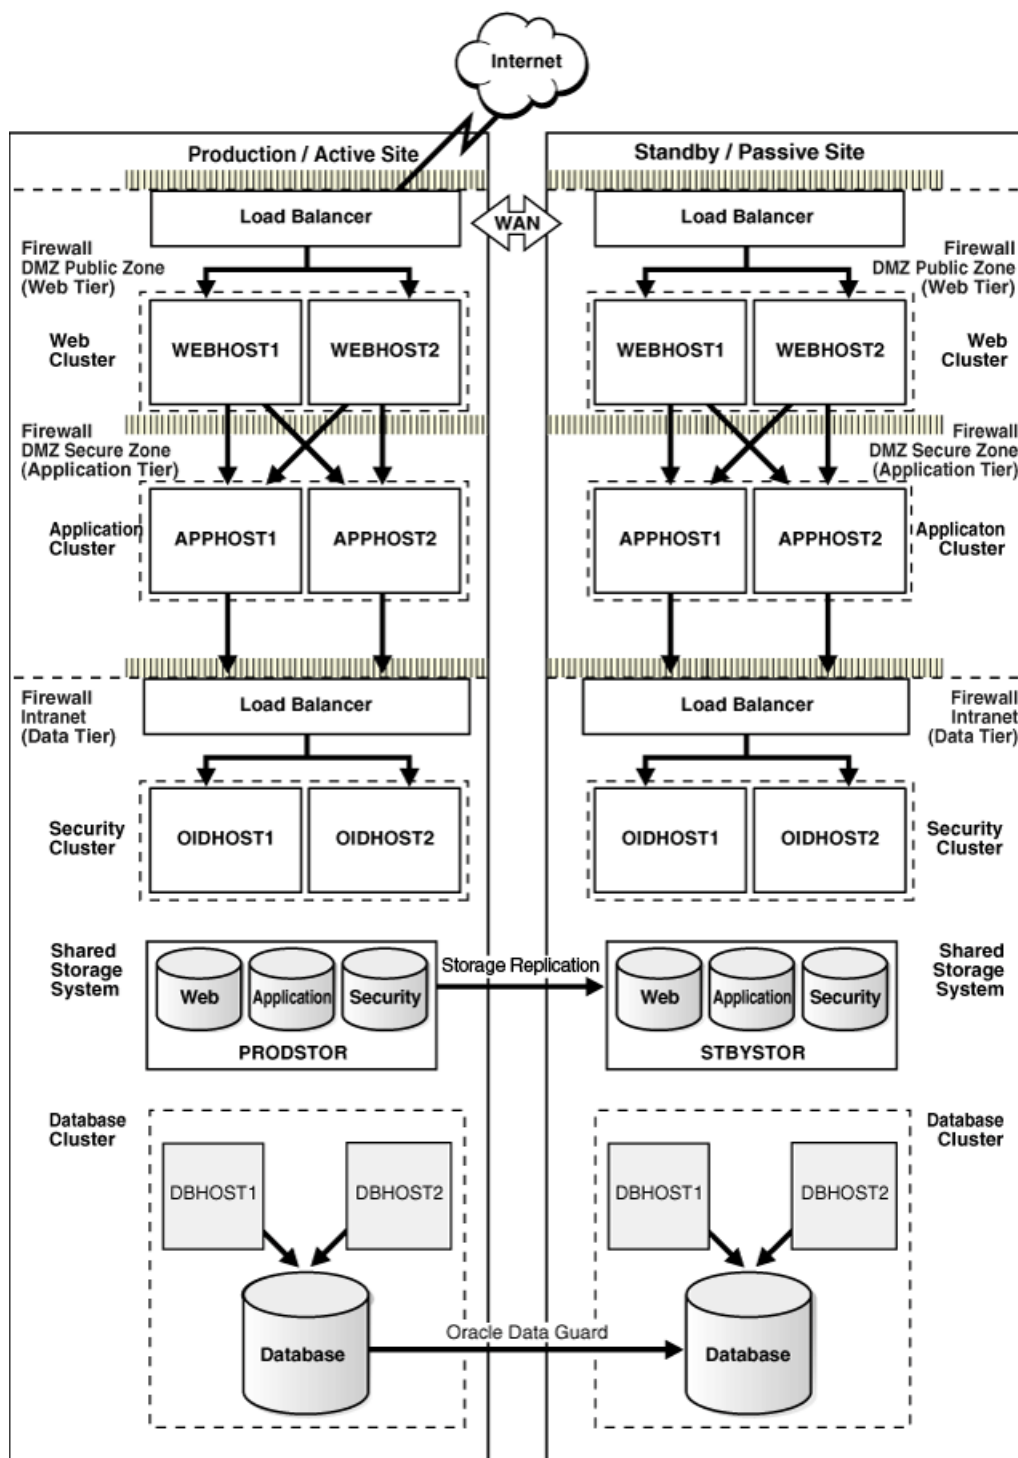 Internet
Production / Active Site
Standby / Passive Site
Load Balancer
WAN
Load Balancer
Firewall
DMZ Public Zone
(Web Tier)
Firewall
DMZ Public Zone
(Web Tier)
Web
Cluster
WEBHOST1
WEBHOST2
WEBHOST1
WEBHOST2
Web
Cluster
Firewall
DMZ Secure Zone
(Application Tier)
Firewall
DMZ Secure Zone
(Application Tier)
Application
Cluster
APPHOST1
APPHOST2
APPHOST1
APPHOST2
Applicaton
Cluster
Firewall
Intranet
(Data Tier)
Load Balancer
Load Balancer
Firewall
Intranet
(Data Tier)
Security
Cluster
OIDHOST1
OIDHOST2
OIDHOST1
OIDHOST2
Security
Cluster
Shared
Storage
System
Web
Application
Security
PRODSTOR
Storage Replication
Web
Application
Security
STBYSTOR
Shared
Storage
System
Database
Cluster
DBHOST1
DBHOST2
DBHOST1
DBHOST2
Database
Cluster
Database
Oracle Data Guard
Database